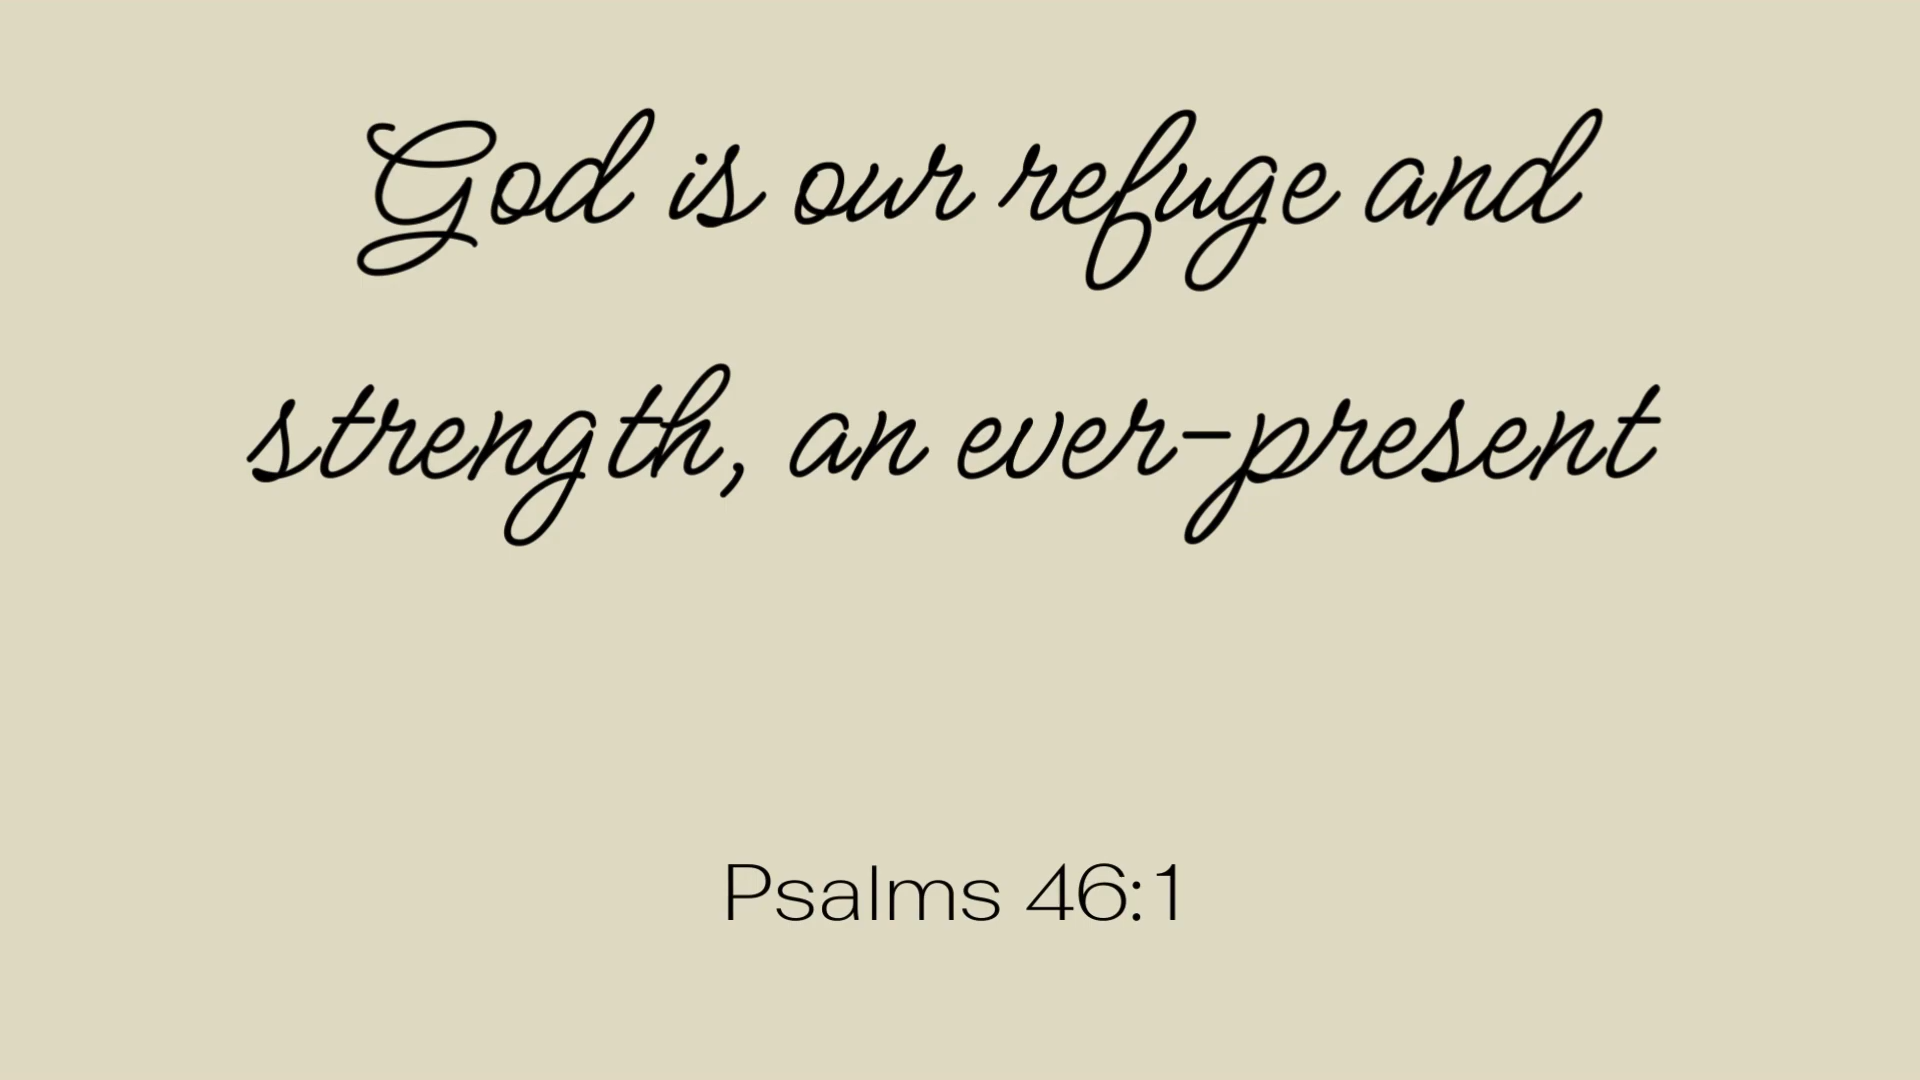 God is our refuge and
strength, an ever-present
Psalms 46:1